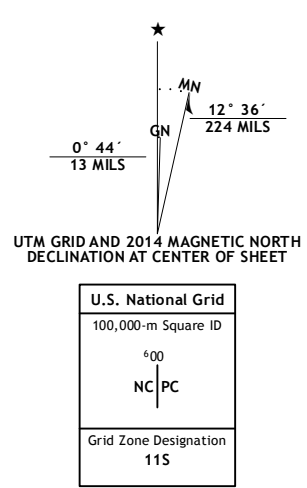 ★
MN
GN
12° 36´
224 MILS
0° 44´
13 MILS
UTM GRID AND 2014 MAGNETIC NORTH
DECLINATION AT CENTER OF SHEET
U.S. National Grid
100,000-m Square ID
⁶00
NC PC
Grid Zone Designation
11S